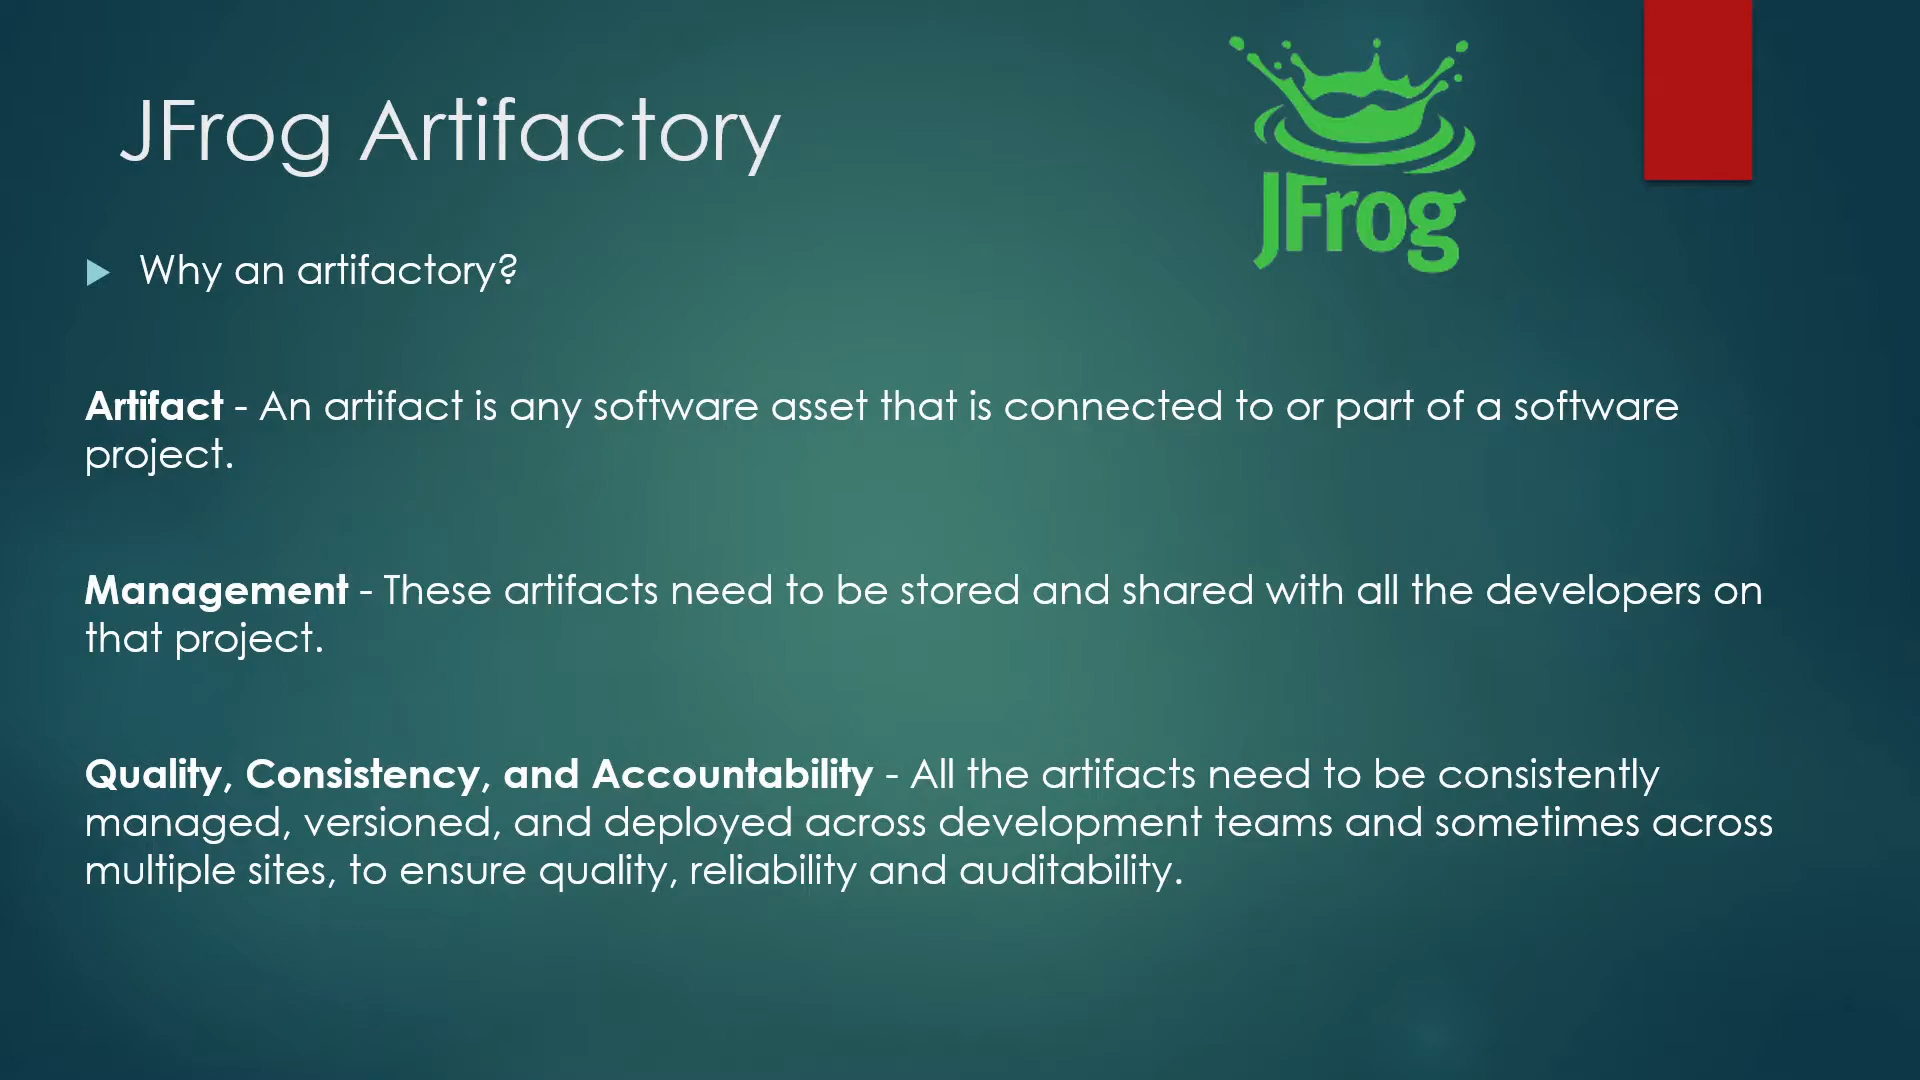 JFrog Artifactory
JFrog
Why an artifactory?
Artifact - An artifact is any software asset that is connected to or part of a software
project.
Management - These artifacts need to be stored and shared with all the developers on
that project.
Quality, Consistency, and Accountability - All the artifacts need to be consistently
managed, versioned, and deployed across development teams and sometimes across
multiple sites, to ensure quality, reliability and auditability.